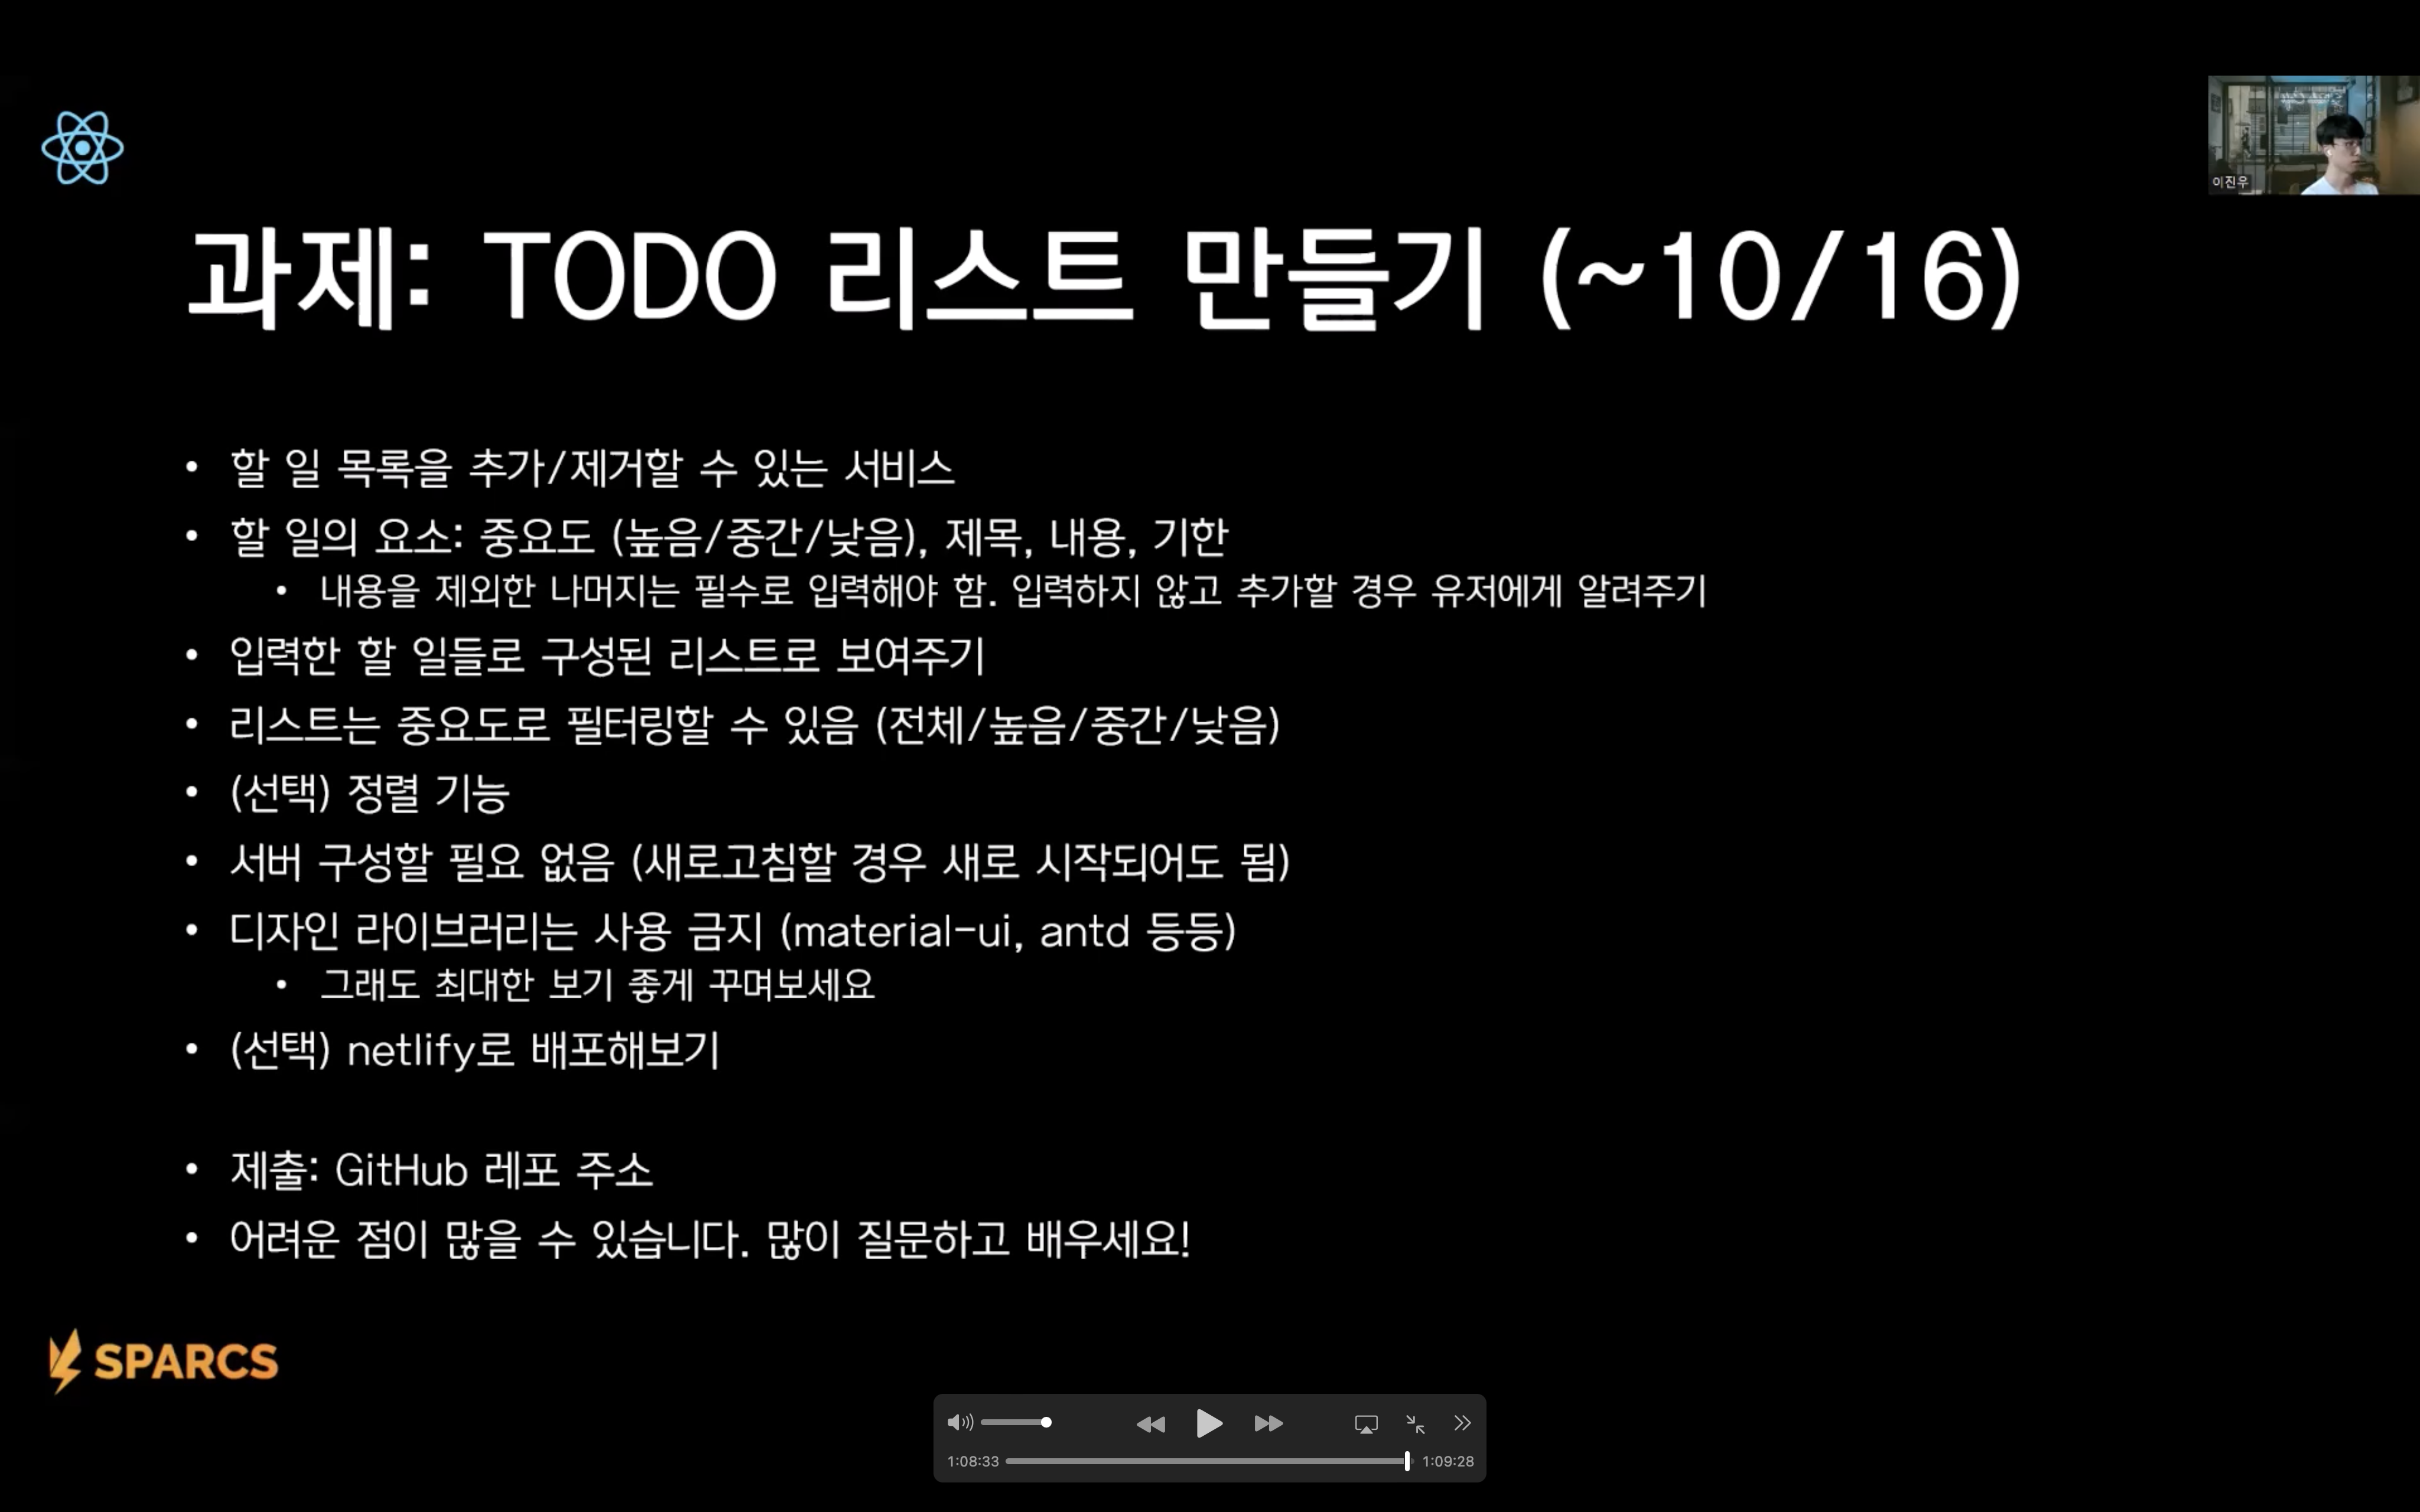 이진우
과제: TODO 리스트 만들기 (~10/16)
• 할 일 목록을 추가/제거할 수 있는 서비스
• 할 일의 요소: 중요도 (높음/중간/낮음), 제목, 내용, 기한
• 내용을 제외한 나머지는 필수로 입력해야 함. 입력하지 않고 추가할 경우 유저에게 알려주기
• 입력한 할 일들로 구성된 리스트로 보여주기
• 리스트는 중요도로 필터링할 수 있음 (전체/높음/중간/낮음)
• (선택) 정렬 기능
• 서버 구성할 필요 없음 (새로고침할 경우 새로 시작되어도 됨)
• 디자인 라이브러리는 사용 금지 (material-ui, antd 등등)
• 그래도 최대한 보기 좋게 꾸며보세요
• (선택) netlify로 배포해보기
• 제출: GitHub 레포 주소
• 어려운 점이 많을 수 있습니다. 많이 질문하고 배우세요!
SPARCS
1:08:33 1:09:28